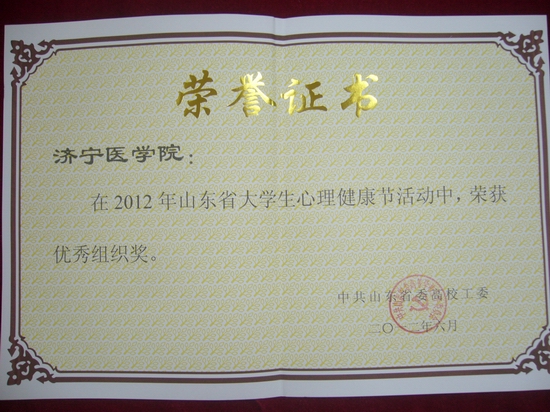 荣誉证书
济宁医学院：
在2012年山东省大学生心理健康节活动中，荣获
优秀组织奖。
中共山东省委高校工委
二〇一二年六月